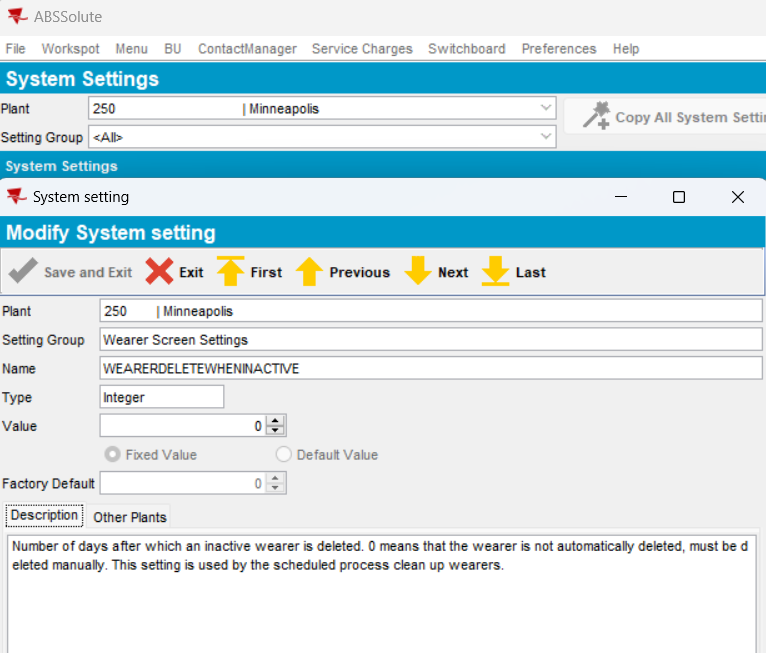 ABSSolute
File Workspot Menu BU ContactManager Service Charges Switchboard Preferences Help
System Settings
Plant 250 | Minneapolis
Copy All System Setti
Setting Group <All>
System Settings
System setting
Modify System setting
Save and Exit Exit First Previous Next Last
Plant 250 | Minneapolis
Setting Group Wearer Screen Settings
Name WEARERDELETEWHENINACTIVE
Type Integer
Value 0
Fixed Value Default Value
Factory Default 0
Description Other Plants
Number of days after which an inactive wearer is deleted. 0 means that the wearer is not automatically deleted, must be d
eleted manually. This setting is used by the scheduled process clean up wearers.